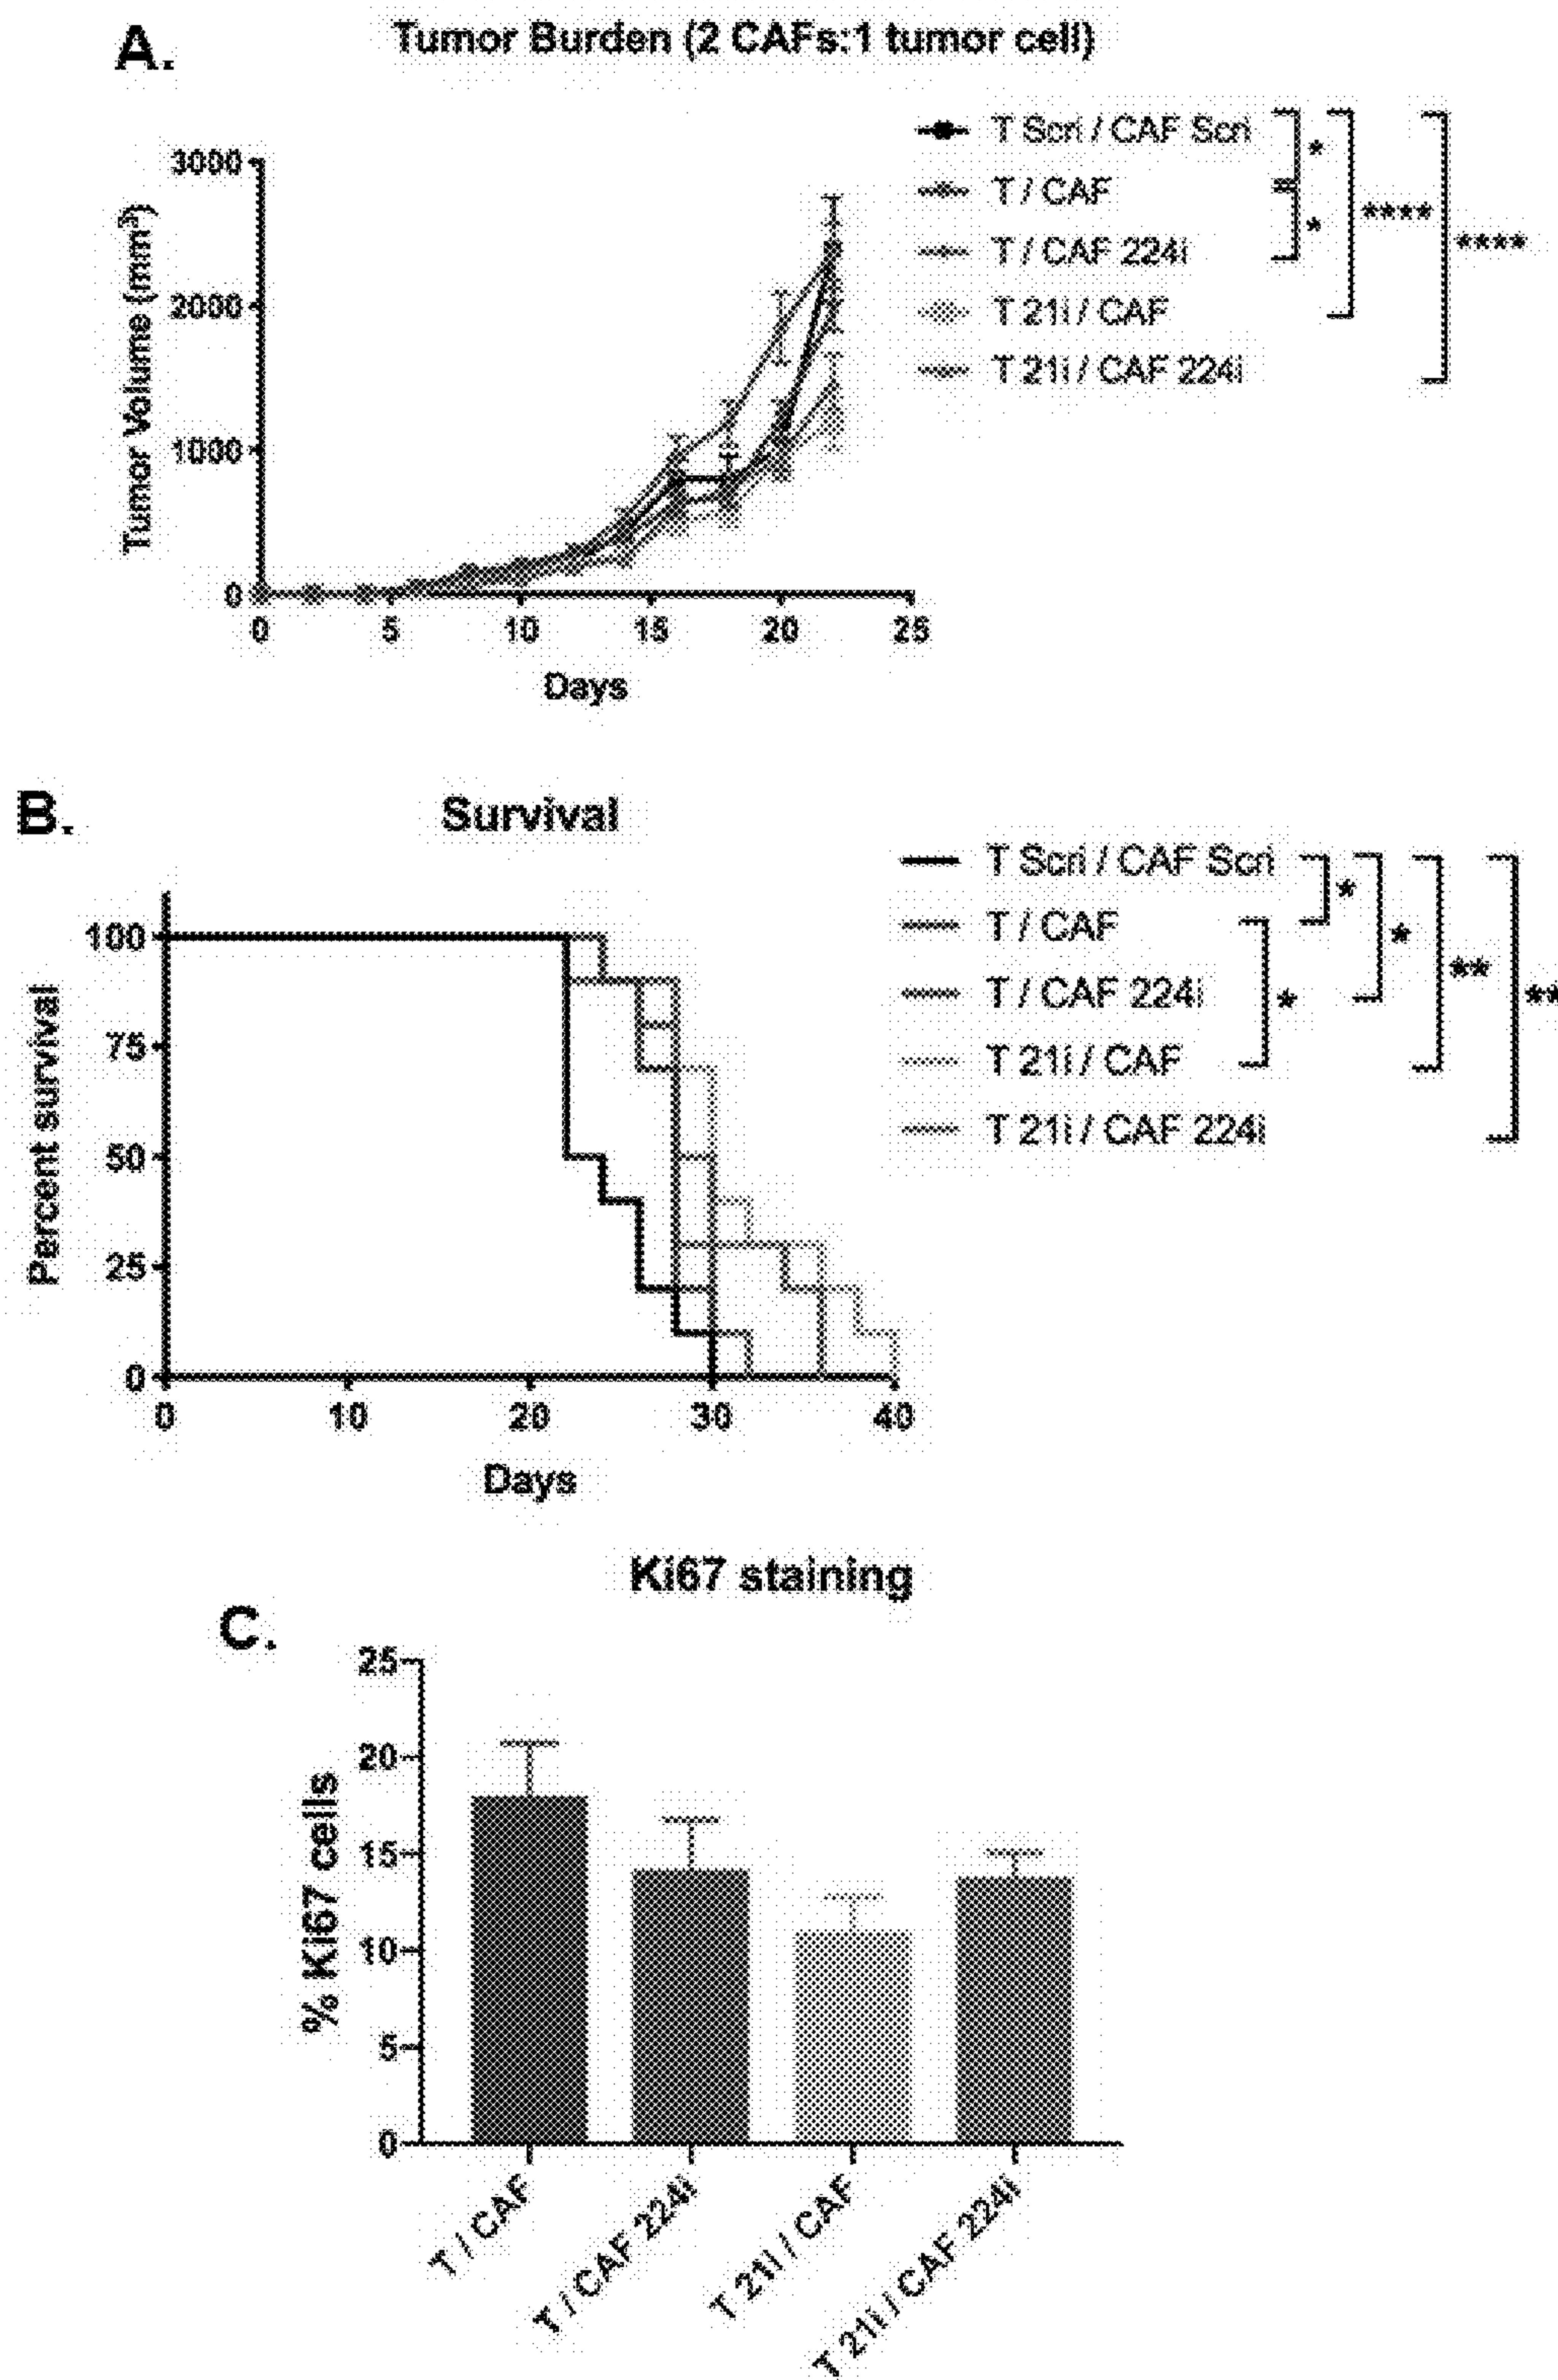 A.
Tumor Burden (2 CAFs:1 tumor cell)
T Scri / CAF Scri
T / CAF
T / CAF 224i
T 21i / CAF
T 21i / CAF 224i
*
*
****
****
Tumor Volume (mm³)
3000
2000
1000
0
0 5 10 15 20 25
Days
B.
Survival
T Scri / CAF Scri
T / CAF
T / CAF 224i
T 21i / CAF
T 21i / CAF 224i
*
*
*
**
**
Percent survival
100
75
50
25
0
0 10 20 30 40
Days
Ki67 staining
C.
% Ki67 cells
25
20
15
10
5
0
T / CAF
T / CAF 224i
T 21i / CAF
T 21i / CAF 224i